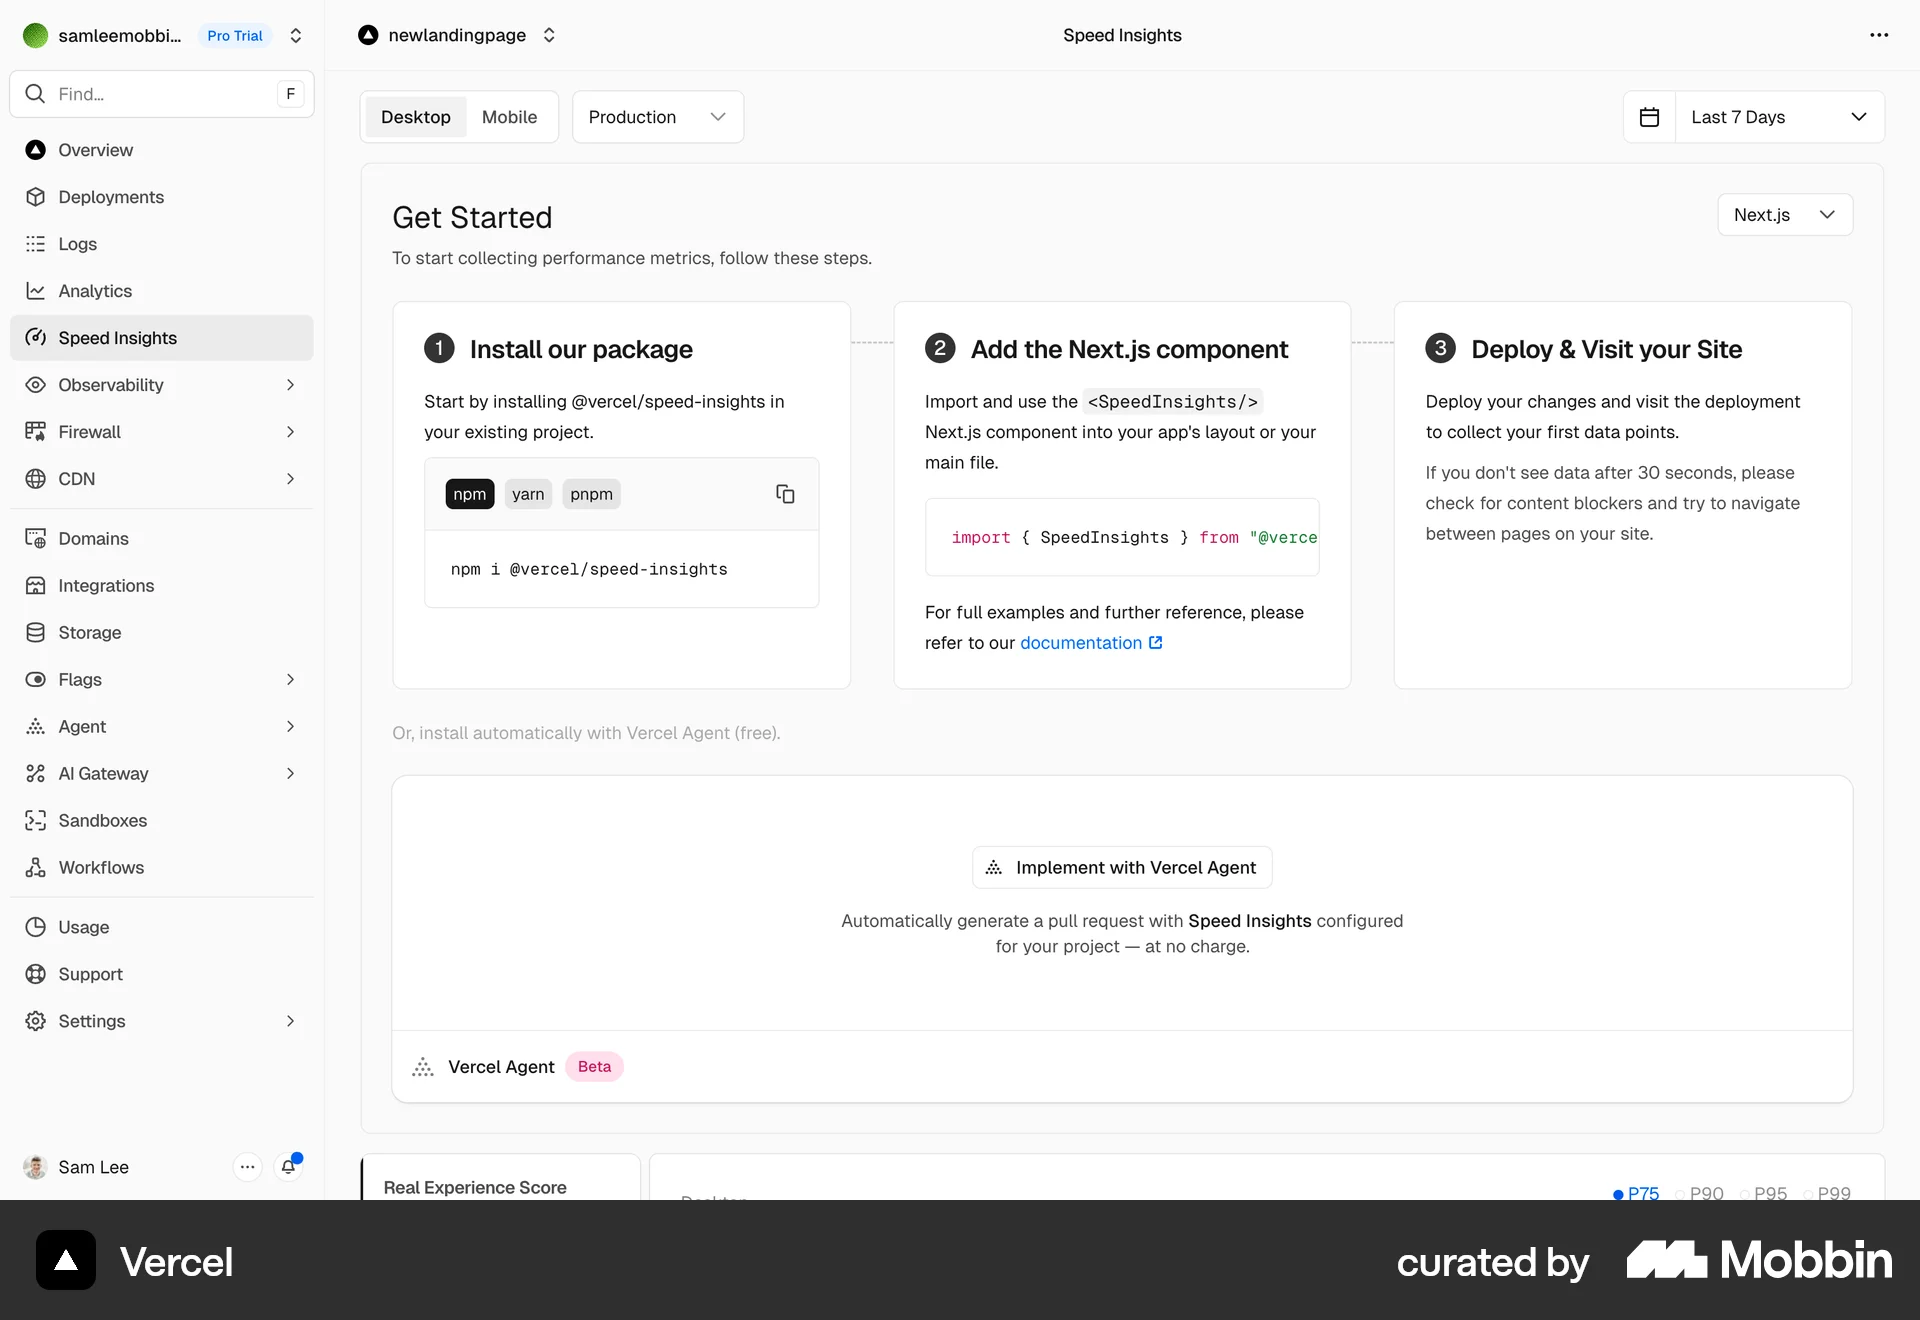 samleemobbi...
Pro Trial
newlandingpage
Speed Insights
Find...
F
Overview
Deployments
Logs
Analytics
Speed Insights
Observability
Firewall
CDN
Domains
Integrations
Storage
Flags
Agent
AI Gateway
Sandboxes
Workflows
Usage
Support
Settings
Sam Lee
Desktop
Mobile
Production
Last 7 Days
Get Started
Next.js
To start collecting performance metrics, follow these steps.
1 Install our package
Start by installing @vercel/speed-insights in
your existing project.
npm yarn pnpm
npm i @vercel/speed-insights
2 Add the Next.js component
Import and use the <SpeedInsights/>
Next.js component into your app's layout or your
main file.
import { SpeedInsights } from "@verce
For full examples and further reference, please
refer to our documentation
3 Deploy & Visit your Site
Deploy your changes and visit the deployment
to collect your first data points.
If you don't see data after 30 seconds, please
check for content blockers and try to navigate
between pages on your site.
Or, install automatically with Vercel Agent (free).
Implement with Vercel Agent
Automatically generate a pull request with Speed Insights configured
for your project — at no charge.
Vercel Agent Beta
Real Experience Score
Desktop
P75 P90 P95 P99
Vercel
curated by Mobbin